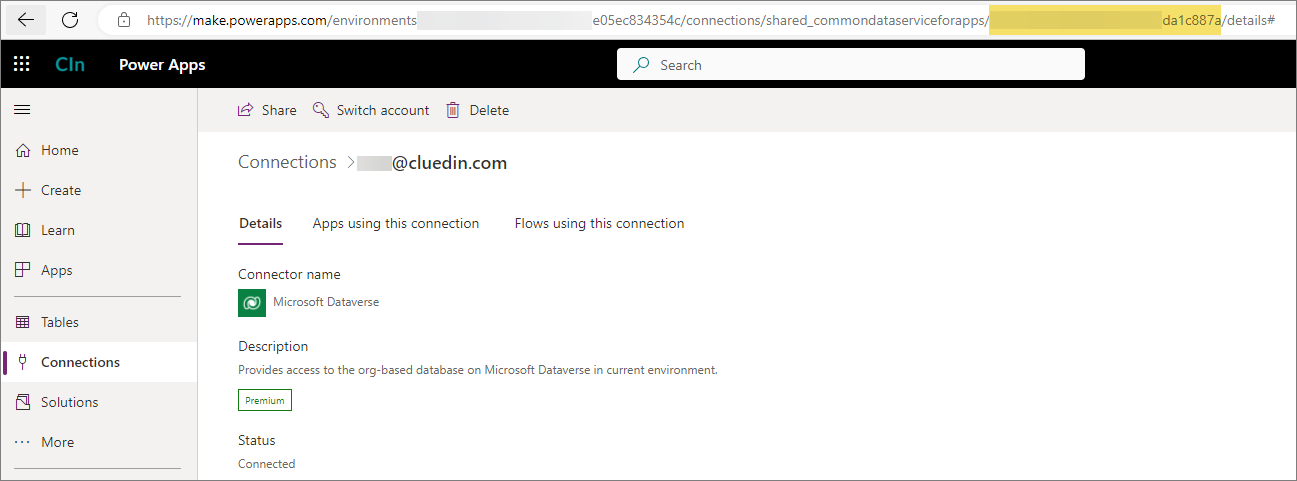 https://make.powerapps.com/environments e05ec834354c/connections/shared_commondataserviceforapps/ da1c887a/details#
CIn Power Apps Search
Share Switch account Delete
Home
Create
Learn
Apps
Tables
Connections
Solutions
More
Connections > @cluedin.com
Details Apps using this connection Flows using this connection
Connector name
Microsoft Dataverse
Description
Provides access to the org-based database on Microsoft Dataverse in current environment.
Premium
Status
Connected